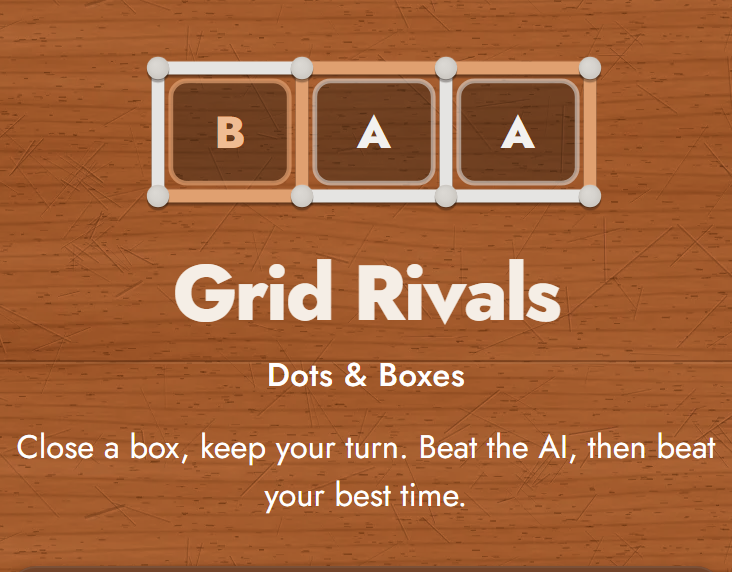 B A A
Grid Rivals
Dots & Boxes
Close a box, keep your turn. Beat the AI, then beat
your best time.